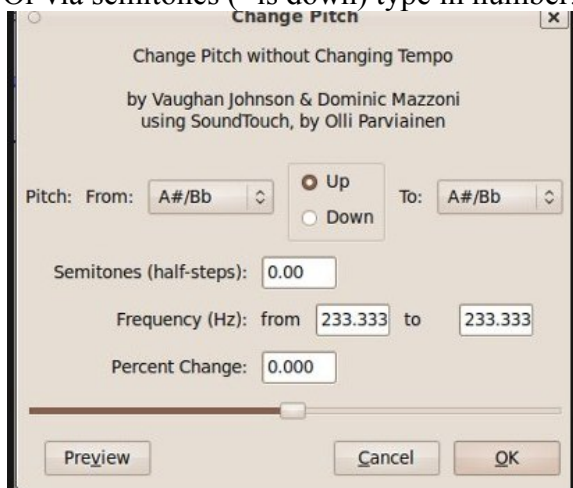 Or via semitones (- is down) type in number.
Change Pitch
Change Pitch without Changing Tempo
by Vaughan Johnson & Dominic Mazzoni
using SoundTouch, by Olli Parviainen
Pitch: From: A#/Bb Up Down To: A#/Bb
Semitones (half-steps): 0.00
Frequency (Hz): from 233.333 to 233.333
Percent Change: 0.000
Preview Cancel OK